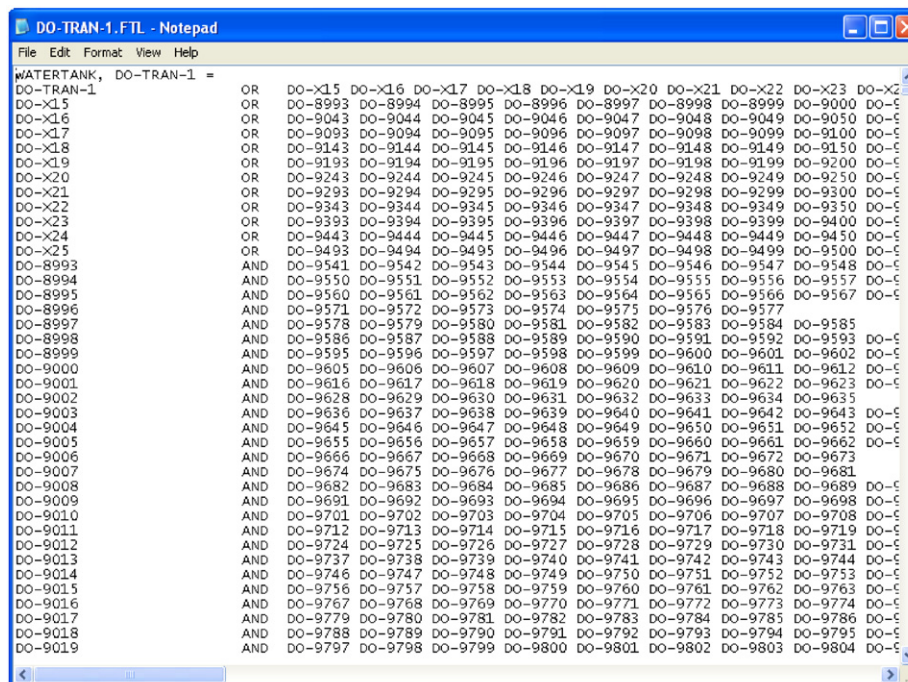 DO-TRAN-1.FTL - Notepad
File Edit Format View Help
WATERTANK, DO-TRAN-1 =
DO-TRAN-1 OR DO-X15 DO-X16 DO-X17 DO-X18 DO-X19 DO-X20 DO-X21 DO-X22 DO-X23
DO-X15 OR DO-8993 DO-8994 DO-8995 DO-8996 DO-8997 DO-8998 DO-8999 DO-9000
DO-X16 OR DO-9043 DO-9044 DO-9045 DO-9046 DO-9047 DO-9048 DO-9049 DO-9050
DO-X17 OR DO-9093 DO-9094 DO-9095 DO-9096 DO-9097 DO-9098 DO-9099 DO-9100
DO-X18 OR DO-9143 DO-9144 DO-9145 DO-9146 DO-9147 DO-9148 DO-9149 DO-9150
DO-X19 OR DO-9193 DO-9194 DO-9195 DO-9196 DO-9197 DO-9198 DO-9199 DO-9200
DO-X20 OR DO-9243 DO-9244 DO-9245 DO-9246 DO-9247 DO-9248 DO-9249 DO-9250
DO-X21 OR DO-9293 DO-9294 DO-9295 DO-9296 DO-9297 DO-9298 DO-9299 DO-9300
DO-X22 OR DO-9343 DO-9344 DO-9345 DO-9346 DO-9347 DO-9348 DO-9349 DO-9350
DO-X23 OR DO-9393 DO-9394 DO-9395 DO-9396 DO-9397 DO-9398 DO-9399 DO-9400
DO-X24 OR DO-9443 DO-9444 DO-9445 DO-9446 DO-9447 DO-9448 DO-9449 DO-9450
DO-X25 OR DO-9493 DO-9494 DO-9495 DO-9496 DO-9497 DO-9498 DO-9499 DO-9500
DO-8993 AND DO-9541 DO-9542 DO-9543 DO-9544 DO-9545 DO-9546 DO-9547 DO-9548
DO-8994 AND DO-9550 DO-9551 DO-9552 DO-9553 DO-9554 DO-9555 DO-9556 DO-9557
DO-8995 AND DO-9560 DO-9561 DO-9562 DO-9563 DO-9564 DO-9565 DO-9566 DO-9567
DO-8996 AND DO-9571 DO-9572 DO-9573 DO-9574 DO-9575 DO-9576 DO-9577
DO-8997 AND DO-9578 DO-9579 DO-9580 DO-9581 DO-9582 DO-9583 DO-9584 DO-9585
DO-8998 AND DO-9586 DO-9587 DO-9588 DO-9589 DO-9590 DO-9591 DO-9592 DO-9593
DO-8999 AND DO-9595 DO-9596 DO-9597 DO-9598 DO-9599 DO-9600 DO-9601 DO-9602
DO-9000 AND DO-9605 DO-9606 DO-9607 DO-9608 DO-9609 DO-9610 DO-9611 DO-9612
DO-9001 AND DO-9616 DO-9617 DO-9618 DO-9619 DO-9620 DO-9621 DO-9622 DO-9623
DO-9002 AND DO-9628 DO-9629 DO-9630 DO-9631 DO-9632 DO-9633 DO-9634 DO-9635
DO-9003 AND DO-9636 DO-9637 DO-9638 DO-9639 DO-9640 DO-9641 DO-9642 DO-9643
DO-9004 AND DO-9645 DO-9646 DO-9647 DO-9648 DO-9649 DO-9650 DO-9651 DO-9652
DO-9005 AND DO-9655 DO-9656 DO-9657 DO-9658 DO-9659 DO-9660 DO-9661 DO-9662
DO-9006 AND DO-9666 DO-9667 DO-9668 DO-9669 DO-9670 DO-9671 DO-9672 DO-9673
DO-9007 AND DO-9674 DO-9675 DO-9676 DO-9677 DO-9678 DO-9679 DO-9680 DO-9681
DO-9008 AND DO-9682 DO-9683 DO-9684 DO-9685 DO-9686 DO-9687 DO-9688 DO-9689
DO-9009 AND DO-9691 DO-9692 DO-9693 DO-9694 DO-9695 DO-9696 DO-9697 DO-9698
DO-9010 AND DO-9701 DO-9702 DO-9703 DO-9704 DO-9705 DO-9706 DO-9707 DO-9708
DO-9011 AND DO-9712 DO-9713 DO-9714 DO-9715 DO-9716 DO-9717 DO-9718 DO-9719
DO-9012 AND DO-9724 DO-9725 DO-9726 DO-9727 DO-9728 DO-9729 DO-9730 DO-9731
DO-9013 AND DO-9737 DO-9738 DO-9739 DO-9740 DO-9741 DO-9742 DO-9743 DO-9744
DO-9014 AND DO-9746 DO-9747 DO-9748 DO-9749 DO-9750 DO-9751 DO-9752 DO-9753
DO-9015 AND DO-9756 DO-9757 DO-9758 DO-9759 DO-9760 DO-9761 DO-9762 DO-9763
DO-9016 AND DO-9767 DO-9768 DO-9769 DO-9770 DO-9771 DO-9772 DO-9773 DO-9774
DO-9017 AND DO-9779 DO-9780 DO-9781 DO-9782 DO-9783 DO-9784 DO-9785 DO-9786
DO-9018 AND DO-9788 DO-9789 DO-9790 DO-9791 DO-9792 DO-9793 DO-9794 DO-9795
DO-9019 AND DO-9797 DO-9798 DO-9799 DO-9800 DO-9801 DO-9802 DO-9803 DO-9804